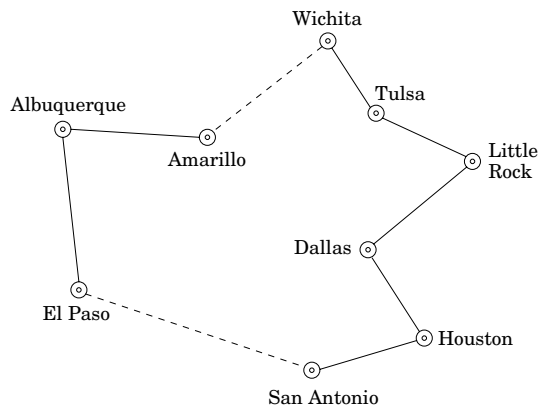 Wichita
Albuquerque
Tulsa
Amarillo
Little
Rock
Dallas
El Paso
Houston
San Antonio